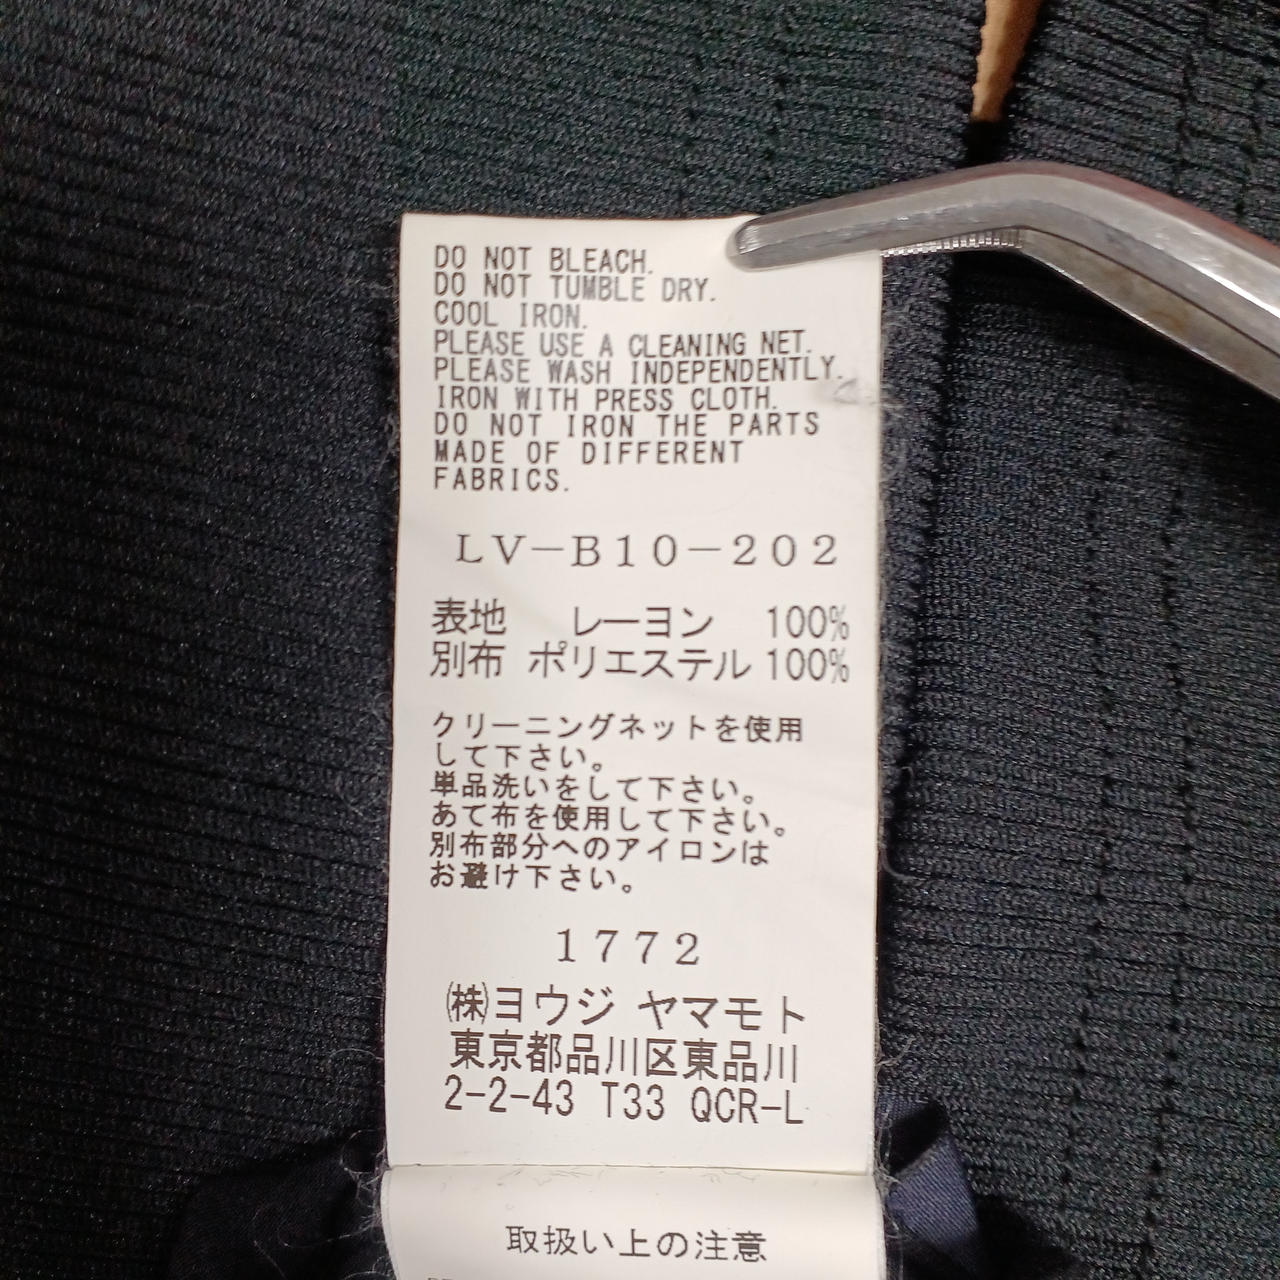 DO NOT BLEACH.
DO NOT TUMBLE DRY.
COOL IRON.
PLEASE USE A CLEANING NET.
PLEASE WASH INDEPENDENTLY.
IRON WITH PRESS CLOTH.
DO NOT IRON THE PARTS
MADE OF DIFFERENT
FABRICS.
LV－B10－202
表地 レーヨン 100%
別布 ポリエステル 100%
クリーニングネットを使用
して下さい。
単品洗いをして下さい。
あて布を使用して下さい。
別布部分へのアイロンは
お避け下さい。
1772
㈱ヨウジ ヤマモト
東京都品川区東品川
2-2-43 T33 QCR-L
取扱い上の注意